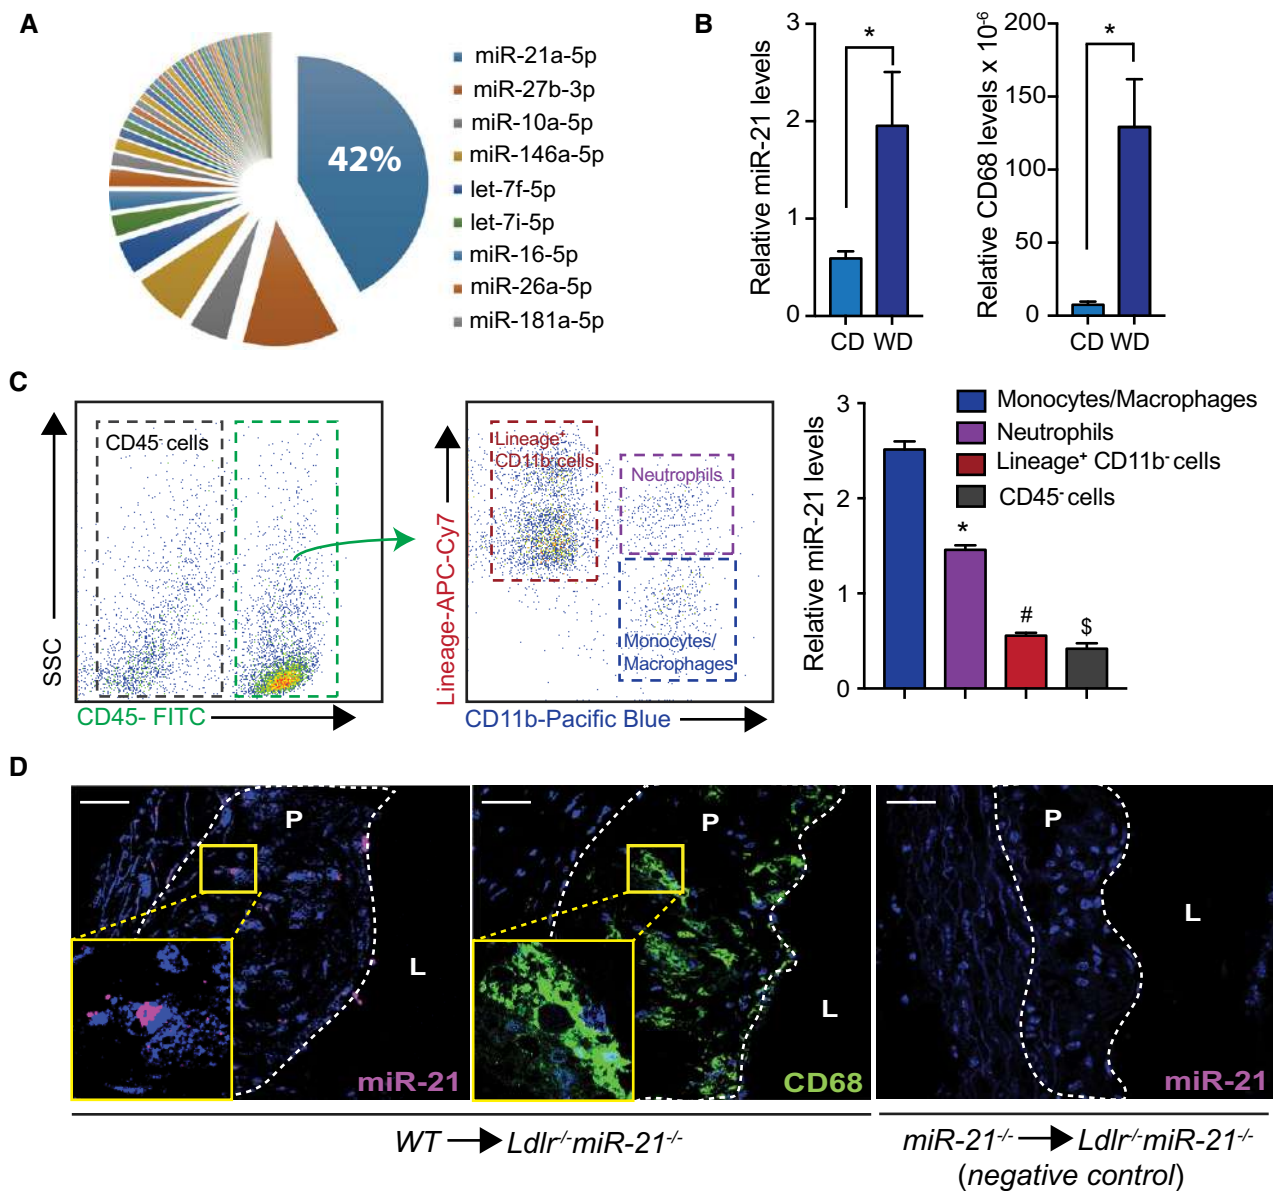 A
42%
miR-21a-5p
miR-27b-3p
miR-10a-5p
miR-146a-5p
let-7f-5p
let-7i-5p
miR-16-5p
miR-26a-5p
miR-181a-5p
B
Relative miR-21 levels
3
2
1
0
*
CD WD
Relative CD68 levels x 10⁻⁶
200
150
100
50
0
*
CD WD
C
SSC
CD45⁻ cells
CD45- FITC
Lineage-APC-Cy7
Lineage⁺
CD11b⁻cells
Neutrophils
Monocytes/
Macrophages
CD11b-Pacific Blue
Relative miR-21 levels
3
2
1
0
*
#
$
Monocytes/Macrophages
Neutrophils
Lineage⁺ CD11b⁻ cells
CD45⁻ cells
D
P
L
miR-21
P
L
CD68
P
L
miR-21
WT → Ldlr⁻/⁻miR-21⁻/⁻
miR-21⁻/⁻ → Ldlr⁻/⁻miR-21⁻/⁻
(negative control)